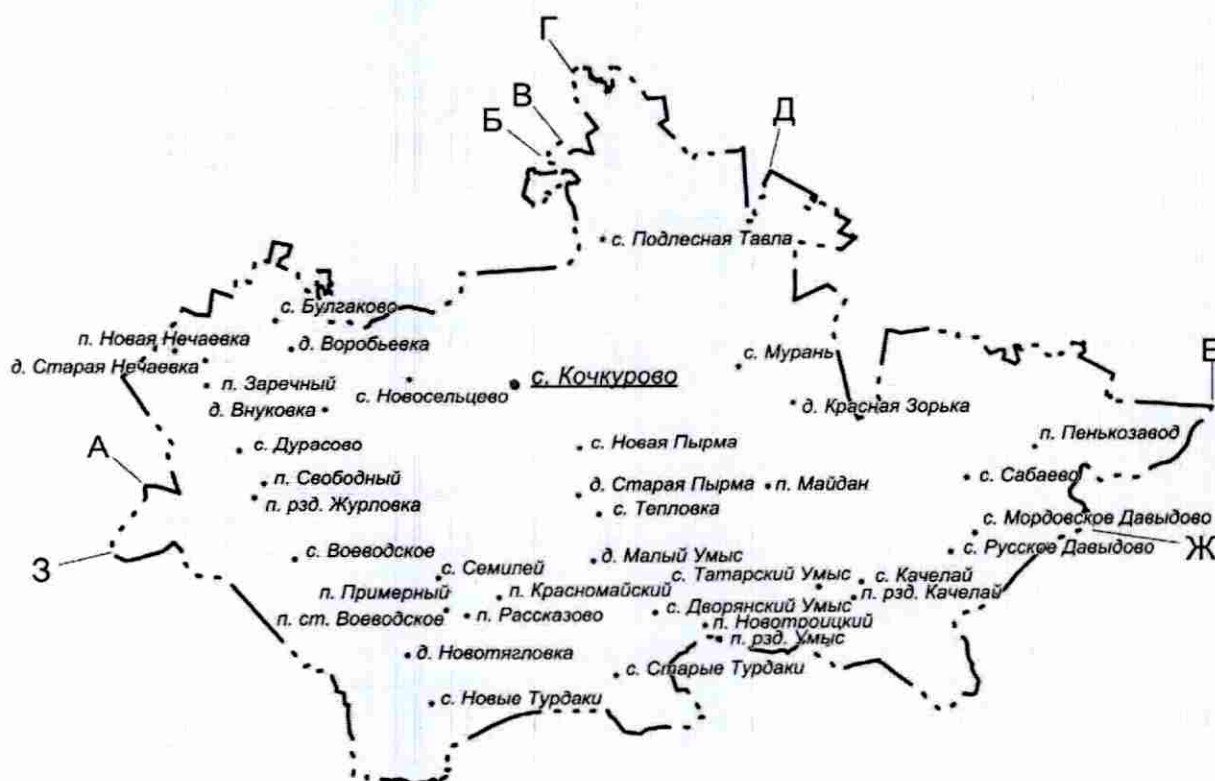 Г
В
Б
Д
с. Подлесная Тавла
с. Булгаково
п. Новая Нечаевка
д. Воробьевка
с. Мурань
Е
д. Старая Нечаевка
п. Заречный
с. Кочкурово
с. Новосельцево
д. Внуковка
д. Красная Зорька
п. Пенькозавод
с. Дурасово
с. Новая Пырма
А
п. Свободный
с. Сабаево
д. Старая Пырма
п. Майдан
п. рзд. Журловка
с. Тепловка
с. Мордовское Давыдово
Ж
с. Русское Давыдово
с. Воеводское
д. Малый Умыс
З
с. Семилей
с. Татарский Умыс
с. Качелай
п. Примерный
п. Красномайский
п. рзд. Качелай
п. ст. Воеводское
п. Рассказово
с. Дворянский Умыс
п. Новотроицкий
п. рзд. Умыс
д. Новотягловка
с. Старые Турдаки
с. Новые Турдаки